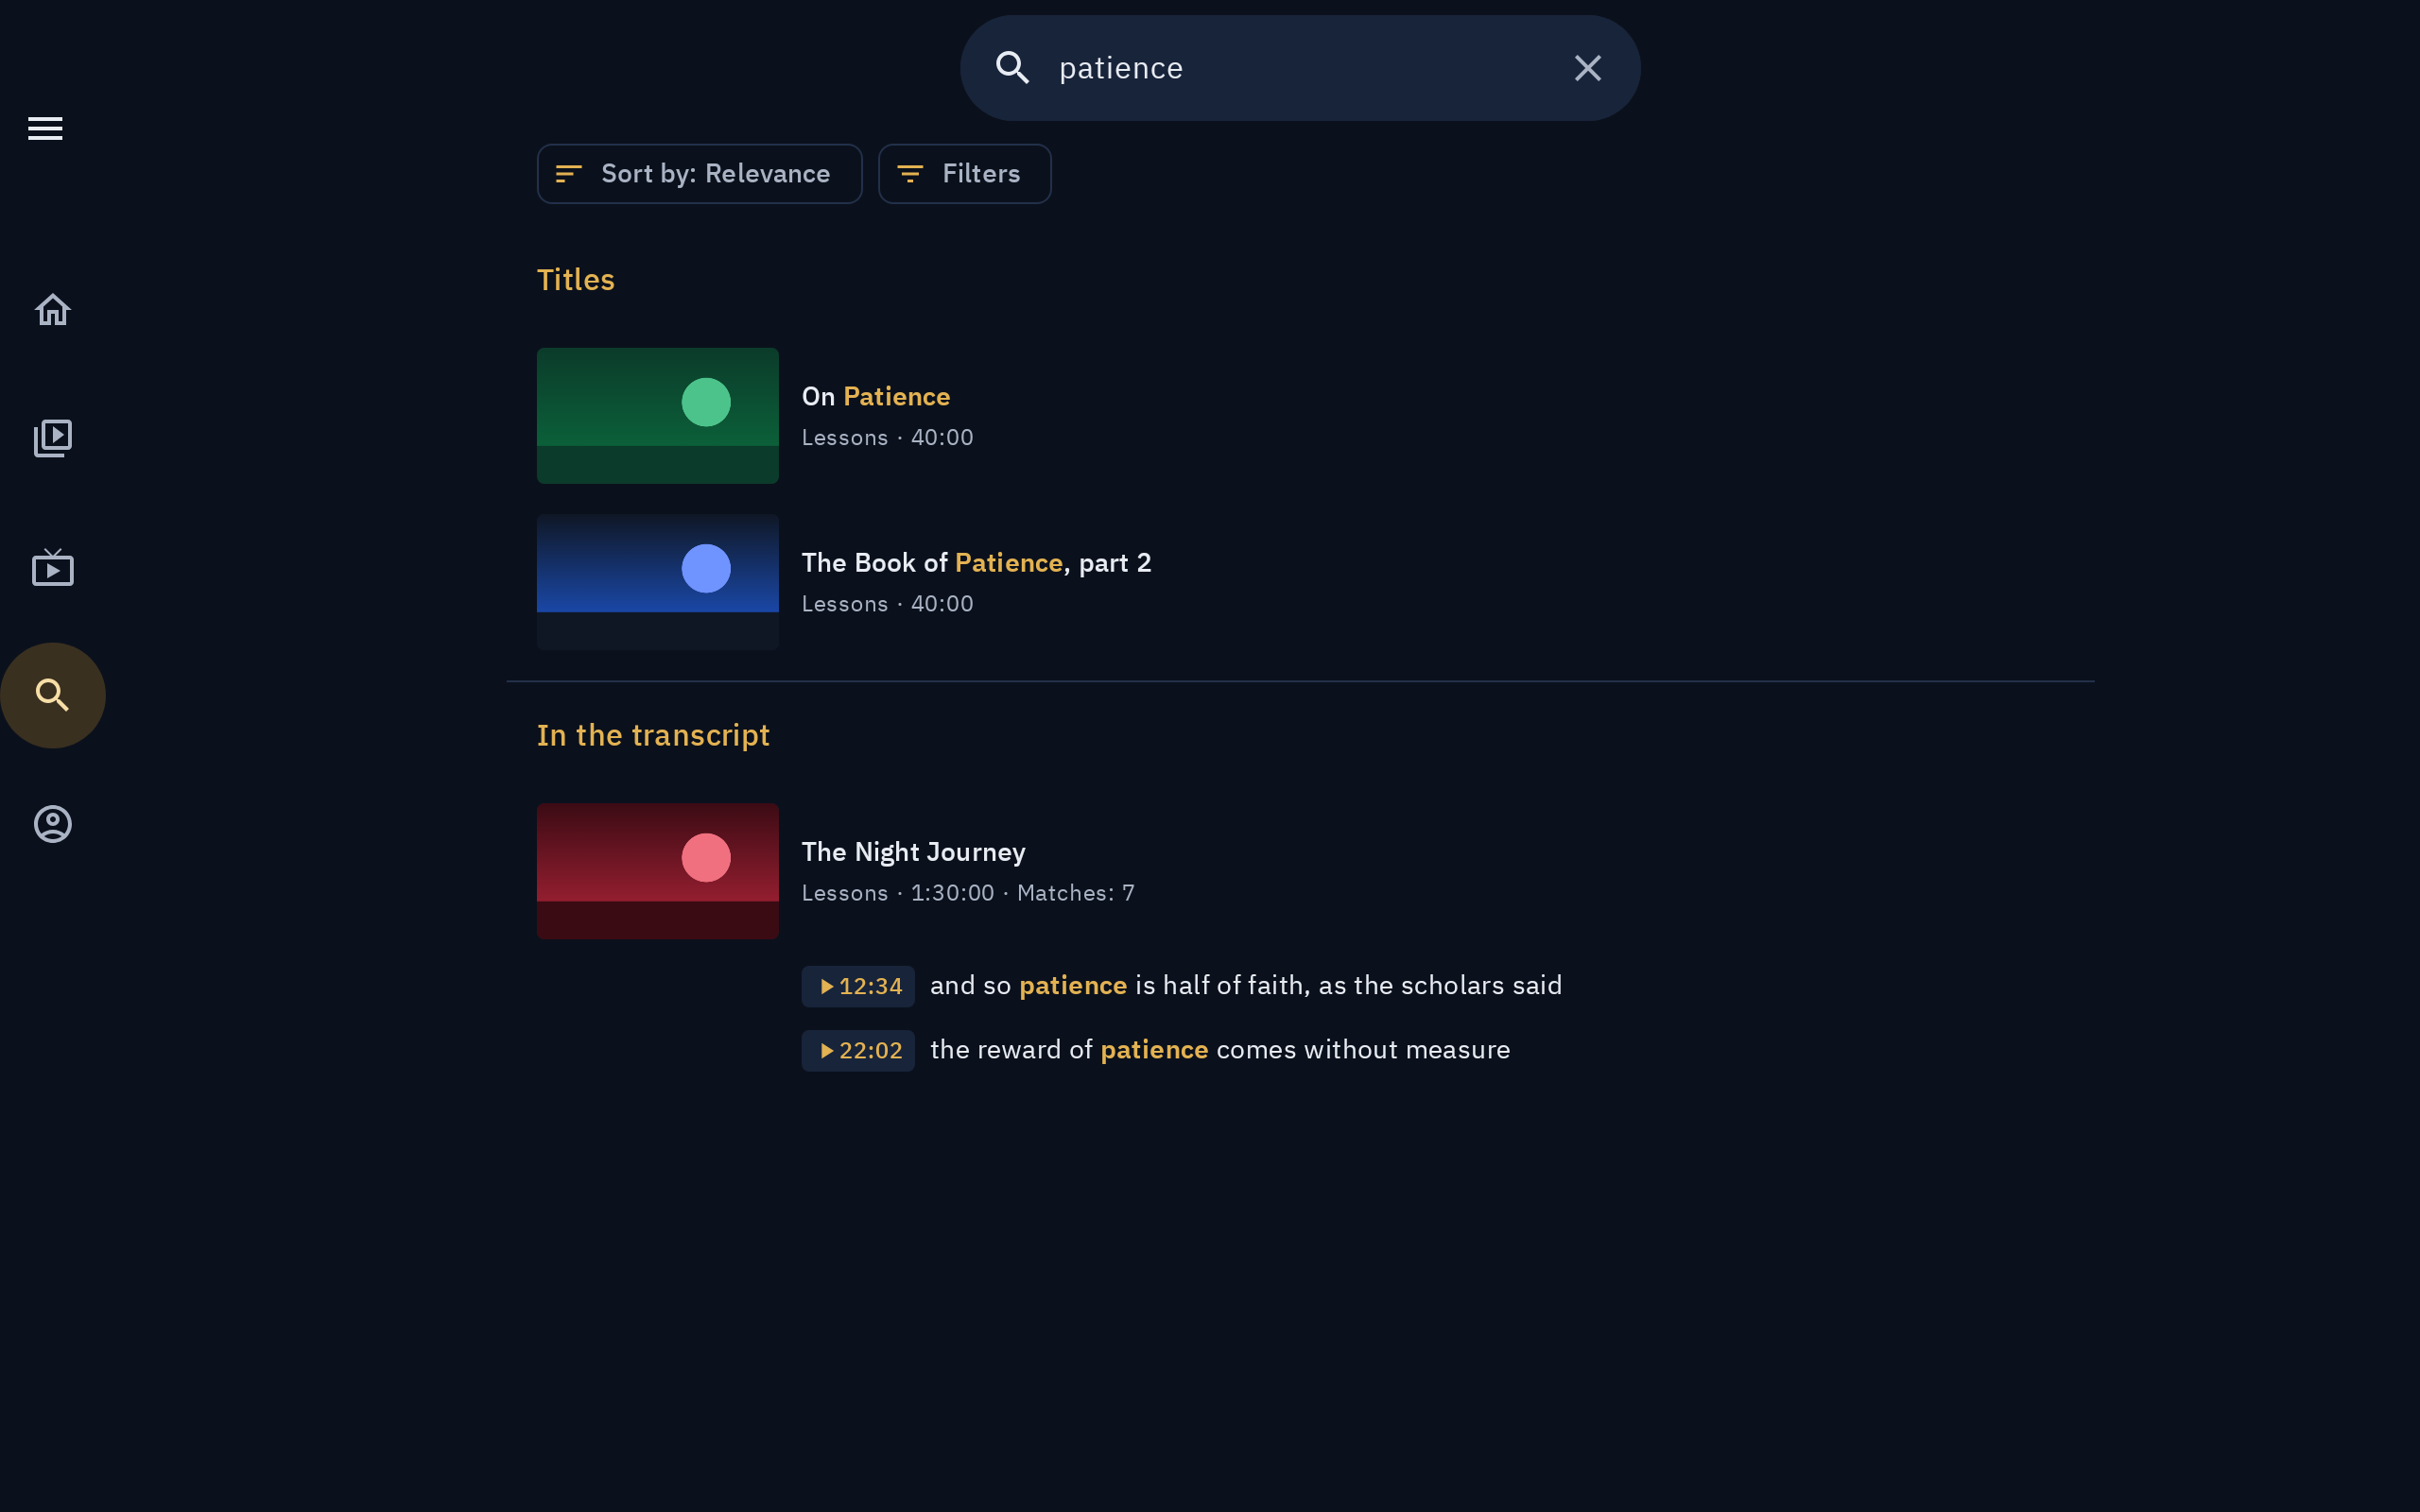 patience
Sort by: Relevance
Filters
Titles
On Patience
Lessons · 40:00
The Book of Patience, part 2
Lessons · 40:00
In the transcript
The Night Journey
Lessons · 1:30:00 · Matches: 7
12:34 and so patience is half of faith, as the scholars said
22:02 the reward of patience comes without measure